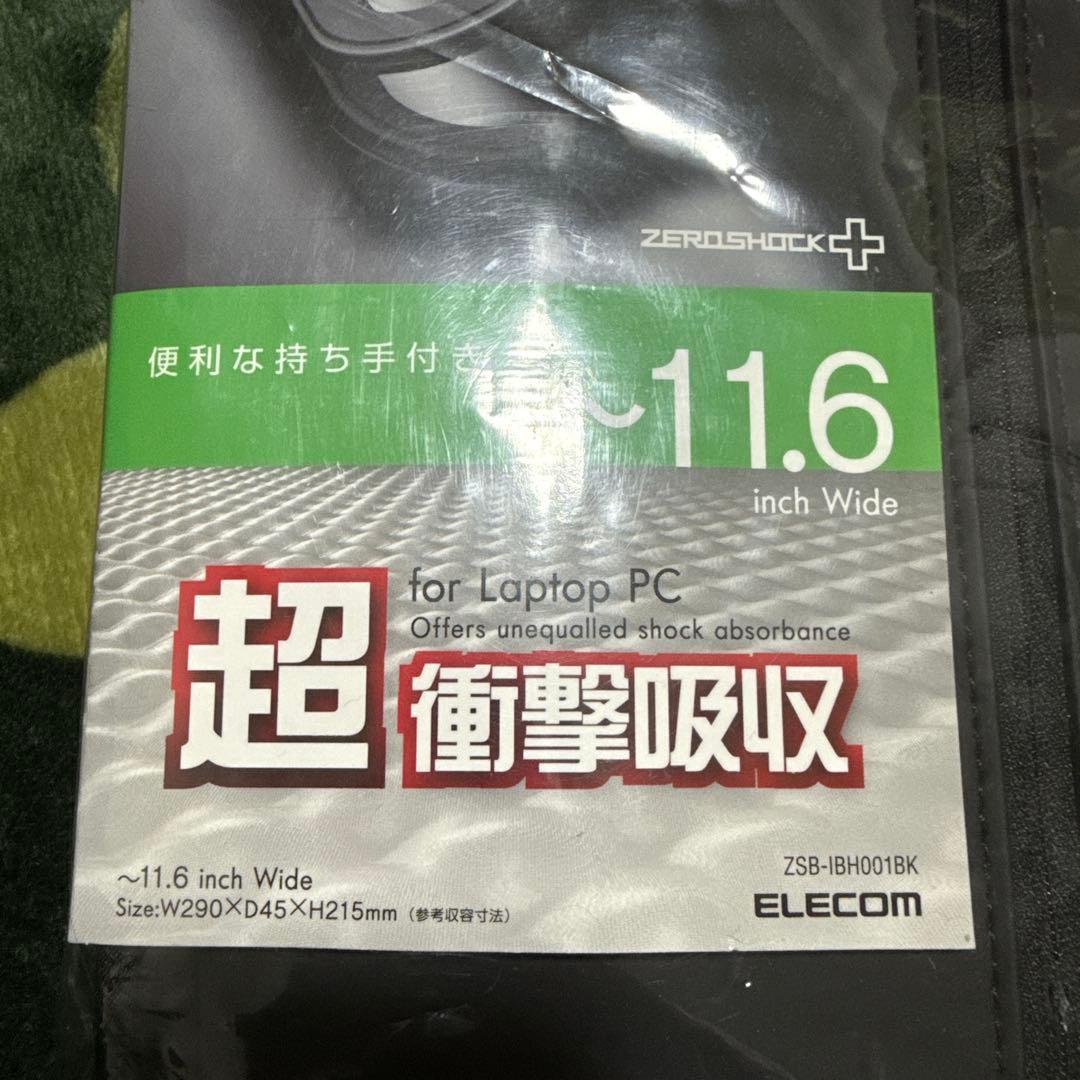 ZEROSHOCK
便利な持ち手付き
～11.6
inch Wide
for Laptop PC
Offers unequalled shock absorbance
超衝撃吸収
～11.6 inch Wide
Size:W290×D45×H215mm（参考収容寸法）
ZSB-IBH001BK
ELECOM